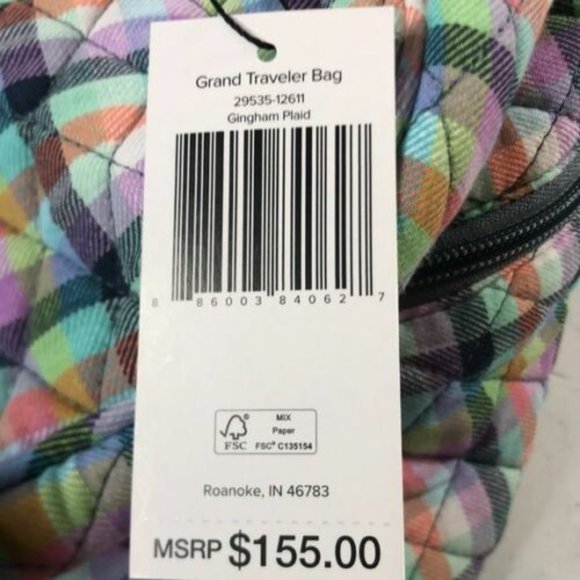 Grand Traveler Bag
29535-12611
Gingham Plaid
8 86003 84062 7
FSC
MIX
Paper
FSC® C135154
Roanoke, IN 46783
MSRP $155.00